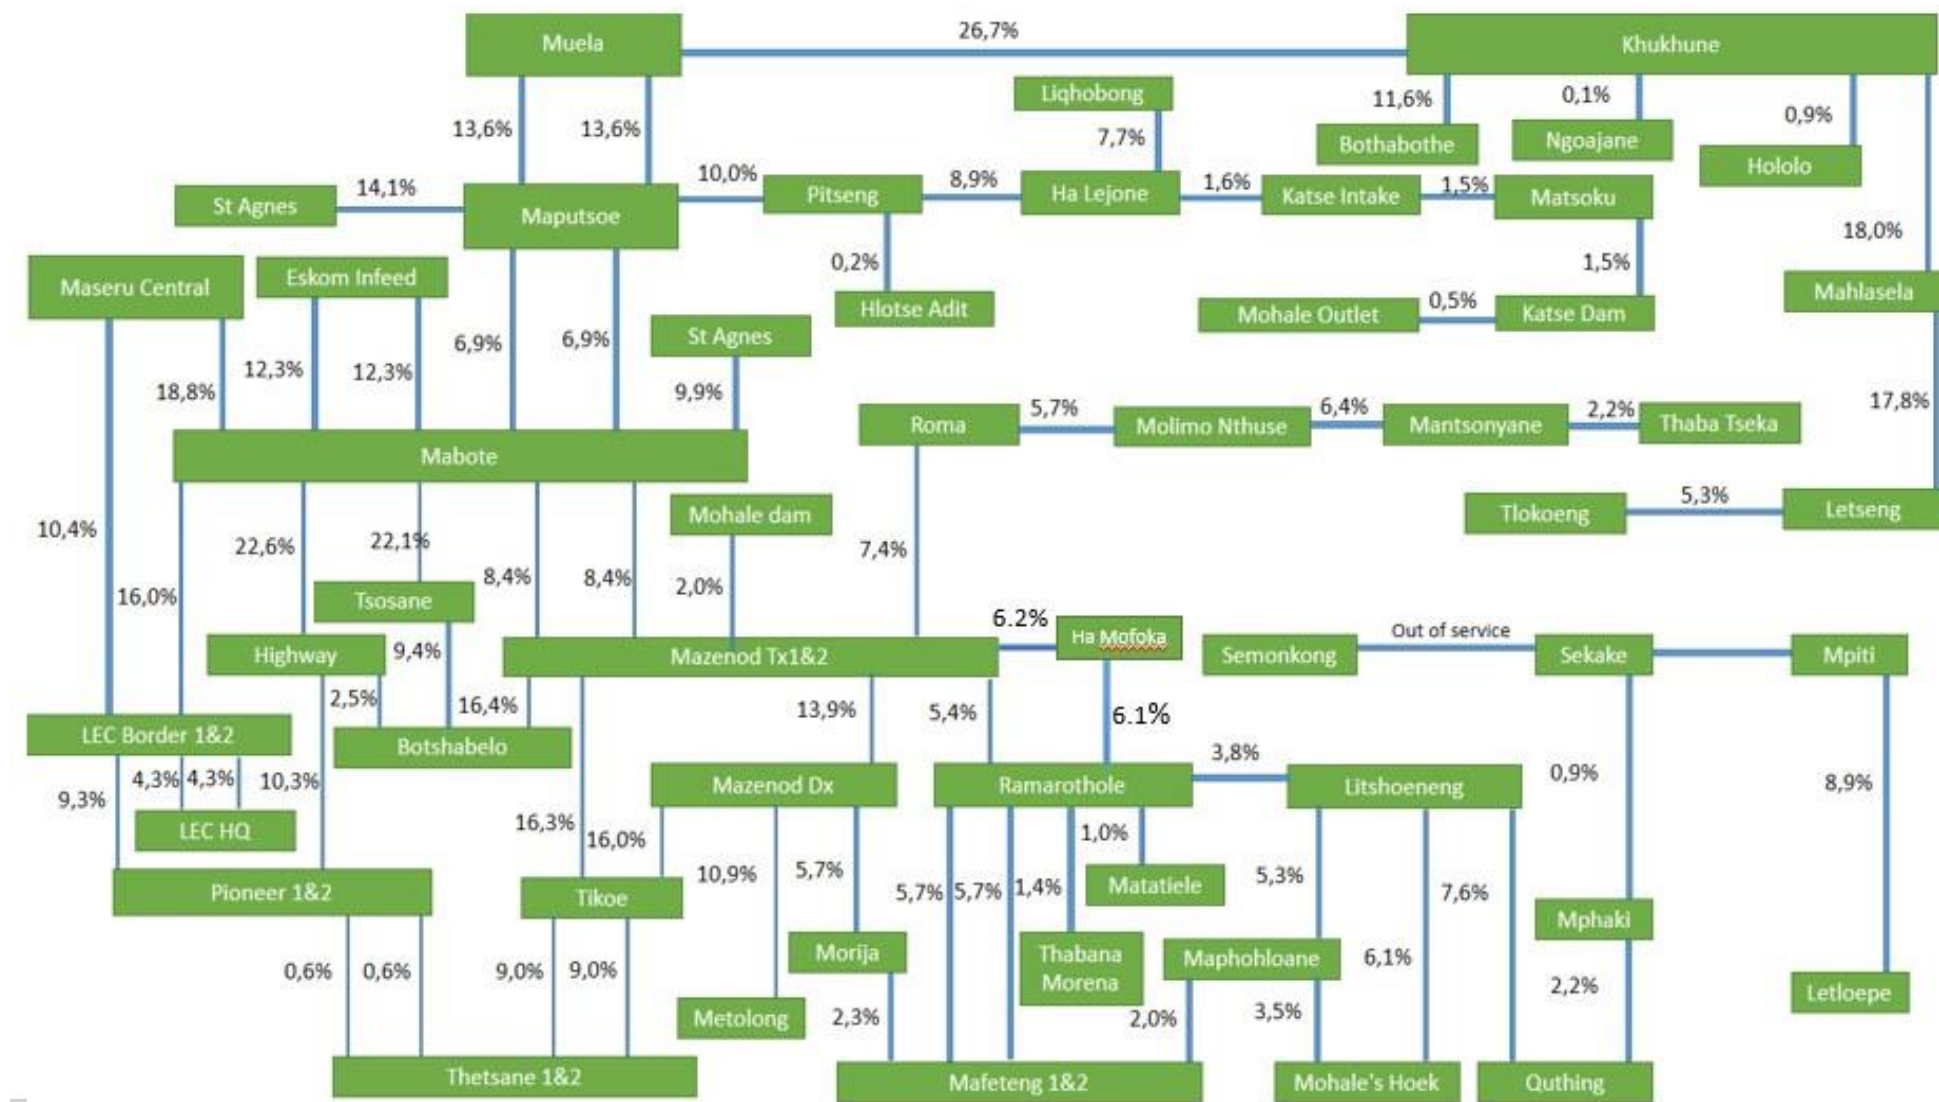 Muela
26,7%
Khukhune
Liqhobong
11,6%
0,1%
0,9%
13,6%
13,6%
7,7%
Bothabothe
Ngoajane
Hololo
St Agnes
14,1%
Maputsoe
10,0%
Pitseng
8,9%
Ha Lejone
1,6%
Katse Intake
1,5%
Matsoku
18,0%
Maseru Central
Eskom Infeed
0,2%
1,5%
Hlotse Adit
Mohale Outlet
0,5%
Katse Dam
Mahlasela
6,9%
6,9%
St Agnes
18,8%
12,3%
12,3%
9,9%
17,8%
Roma
5,7%
Molimo Nthuse
6,4%
Mantsonyane
2,2%
Thaba Tseka
Mabote
Mohale dam
Tlokoeng
5,3%
Letseng
10,4%
22,6%
22,1%
8,4%
8,4%
2,0%
7,4%
16,0%
Tsosane
6.2%
Ha Mofoka
Out of service
Highway
9,4%
Mazenod Tx1&2
Semonkong
Sekake
Mpiti
2,5%
16,4%
13,9%
5,4%
6.1%
LEC Border 1&2
Botshabelo
3,8%
0,9%
8,9%
9,3%
4,3%
4,3%
10,3%
Mazenod Dx
Ramarothole
Litshoeneng
LEC HQ
16,3%
16,0%
1,0%
10,9%
5,7%
5,7%
5,7%
1,4%
Matatiele
5,3%
7,6%
Pioneer 1&2
Tikoe
Mphaki
Morija
Thabana
Morena
Maphohloane
6,1%
0,6%
0,6%
9,0%
9,0%
2,2%
Letloepe
Metolong
2,3%
2,0%
3,5%
Thetsane 1&2
Mafeteng 1&2
Mohale's Hoek
Quthing